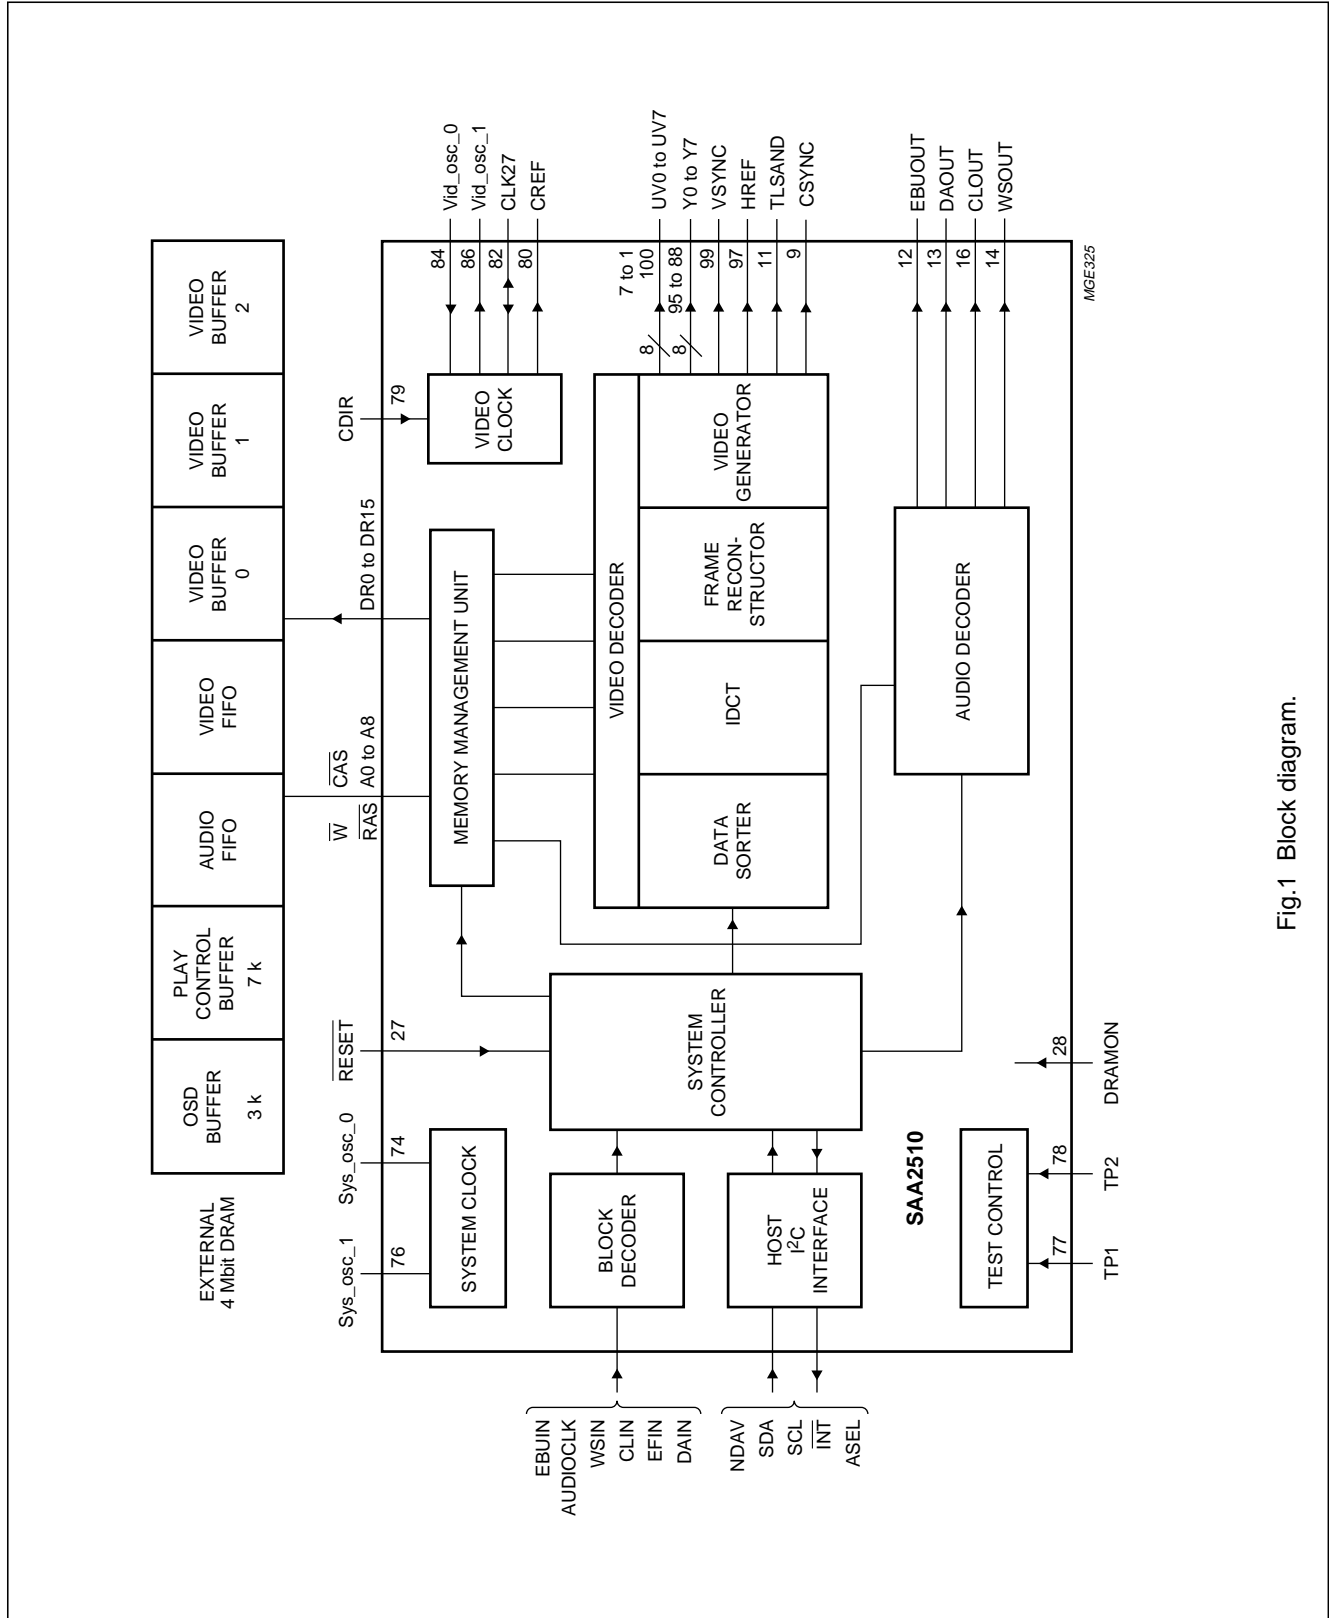 EXTERNAL
4 Mbit DRAM
OSD
BUFFER
3 k
PLAY
CONTROL
BUFFER
7 k
AUDIO
FIFO
VIDEO
FIFO
VIDEO
BUFFER
0
VIDEO
BUFFER
1
VIDEO
BUFFER
2
Sys_osc_1
Sys_osc_0
RESET
W
CAS
RAS
A0 to A8
DR0 to DR15
CDIR
76
74
27
79
SYSTEM CLOCK
MEMORY MANAGEMENT UNIT
VIDEO
CLOCK
84
Vid_osc_0
86
Vid_osc_1
82
CLK27
80
CREF
EBUIN
AUDIOCLK
WSIN
CLIN
EFIN
DAIN
BLOCK
DECODER
SYSTEM
CONTROLLER
VIDEO DECODER
DATA
SORTER
IDCT
FRAME
RECON-
STRUCTOR
VIDEO
GENERATOR
8
8
7 to 1
100
UV0 to UV7
95 to 88
Y0 to Y7
99
VSYNC
97
HREF
11
TLSAND
9
CSYNC
NDAV
SDA
SCL
INT
ASEL
HOST
I²C
INTERFACE
SAA2510
AUDIO DECODER
12
EBUOUT
13
DAOUT
16
CLOUT
14
WSOUT
TEST CONTROL
77
78
28
TP1
TP2
DRAMON
MGE325
Fig.1 Block diagram.